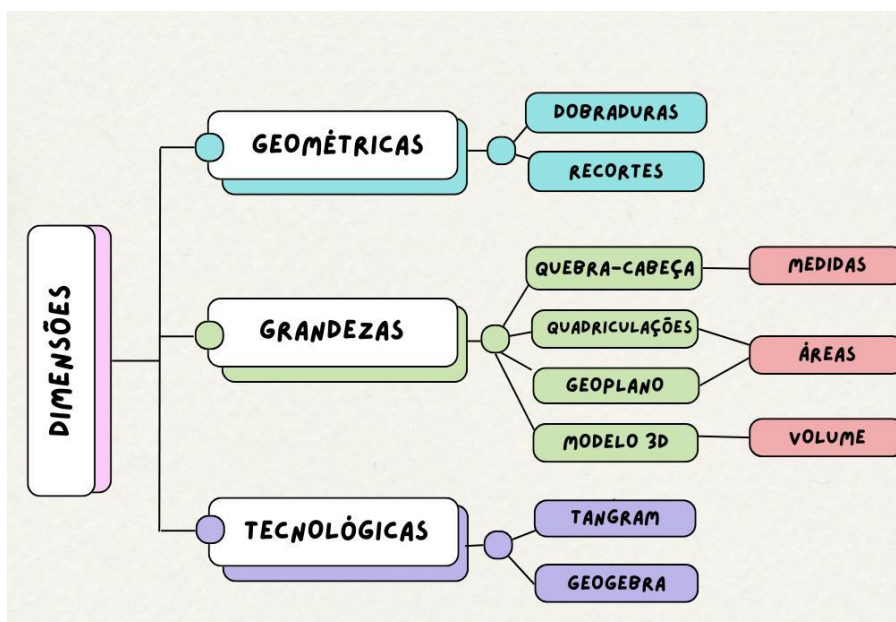 DIMENSÕES
GEOMÉTRICAS
DOBRADURAS
RECORTES
GRANDEZAS
QUEBRA-CABEÇA
MEDIDAS
QUADRICULAÇÕES
GEOPLANO
ÁREAS
MODELO 3D
VOLUME
TECNOLÓGICAS
TANGRAM
GEOGEBRA